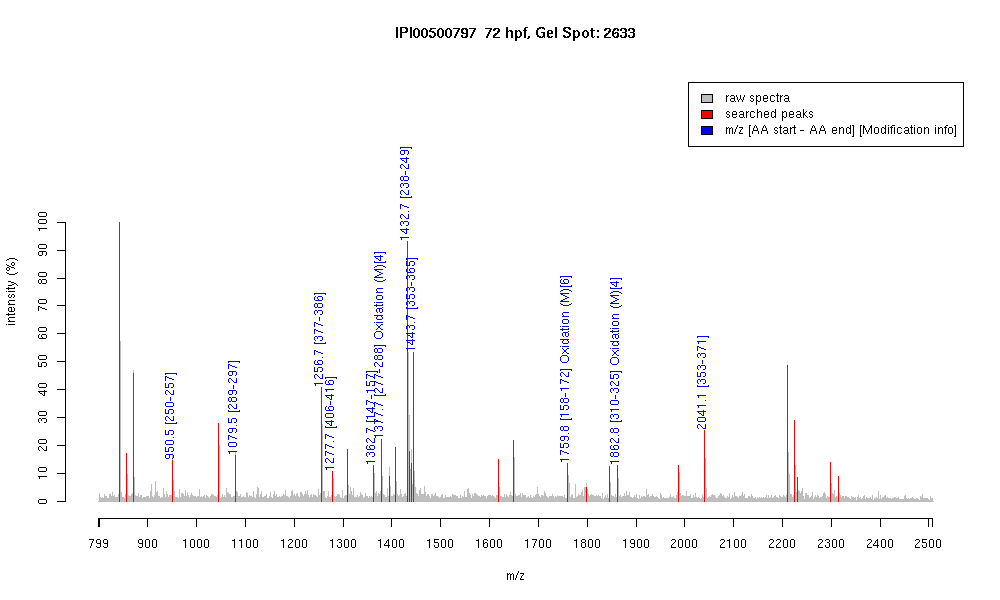 IPI00500797 72 hpf, Gel Spot: 2633
raw spectra
searched peaks
m/z [AA start - AA end] [Modification info]
intensity (%)
100
90
80
70
60
50
40
30
20
10
0
950.5 [250-257]
1079.5 [289-297]
1256.7 [377-386]
1277.7 [406-416]
1362.7 [147-157]
1377.7 [277-288] Oxidation (M)[4]
1432.7 [238-249]
1443.7 [353-365]
1759.8 [158-172] Oxidation (M)[6]
1862.8 [310-325] Oxidation (M)[4]
2041.1 [353-371]
799 900 1000 1100 1200 1300 1400 1500 1600 1700 1800 1900 2000 2100 2200 2300 2400 2500
m/z